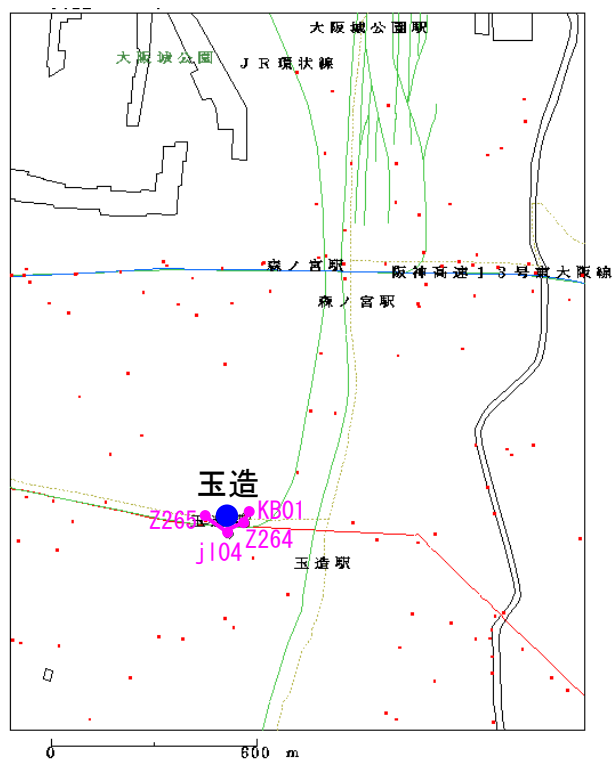 大阪城公園駅
大阪城公園
ＪＲ環状線
森ノ宮駅
阪神高速１３号東大阪線
森ノ宮駅
玉造
KB01
Z265
Z264
jl04
玉造駅
0 600 m